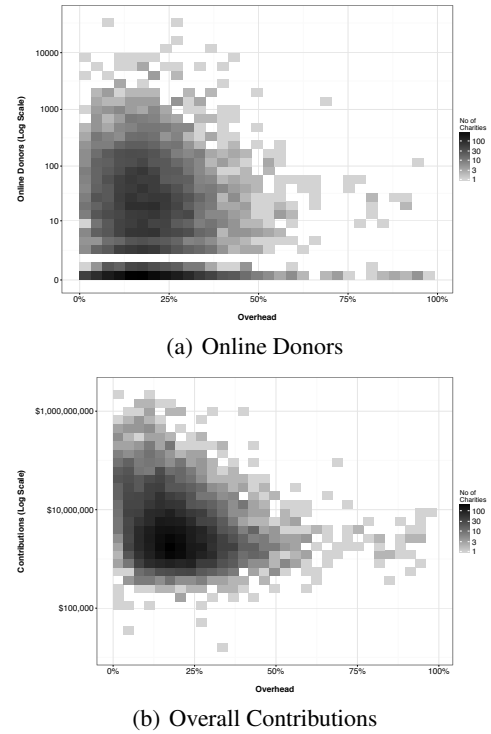 10000
1000
100
10
0
Online Donors (Log Scale)
0%
25%
50%
75%
100%
Overhead
No of
Charities
100
30
10
3
1
(a) Online Donors
$1,000,000,000
$10,000,000
$100,000
Contributions (Log Scale)
0%
25%
50%
75%
100%
Overhead
No of
Charities
100
30
10
3
1
(b) Overall Contributions